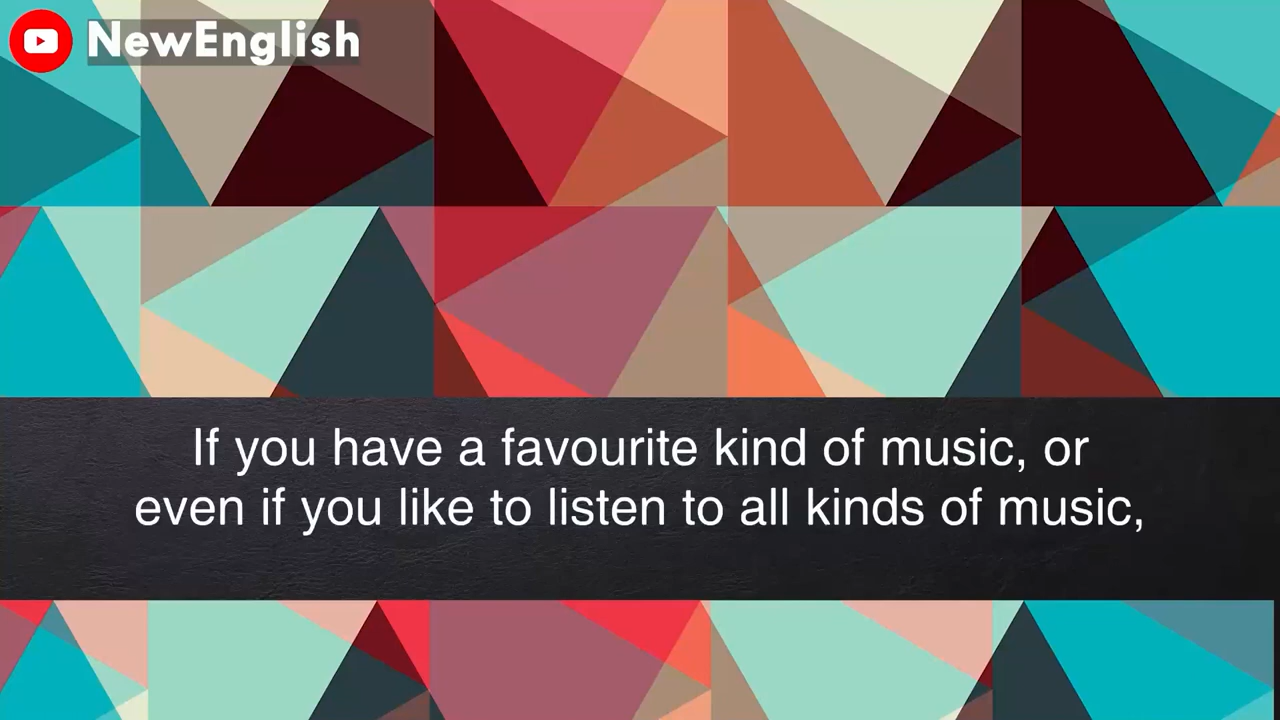 NewEnglish
If you have a favourite kind of music, or
even if you like to listen to all kinds of music,